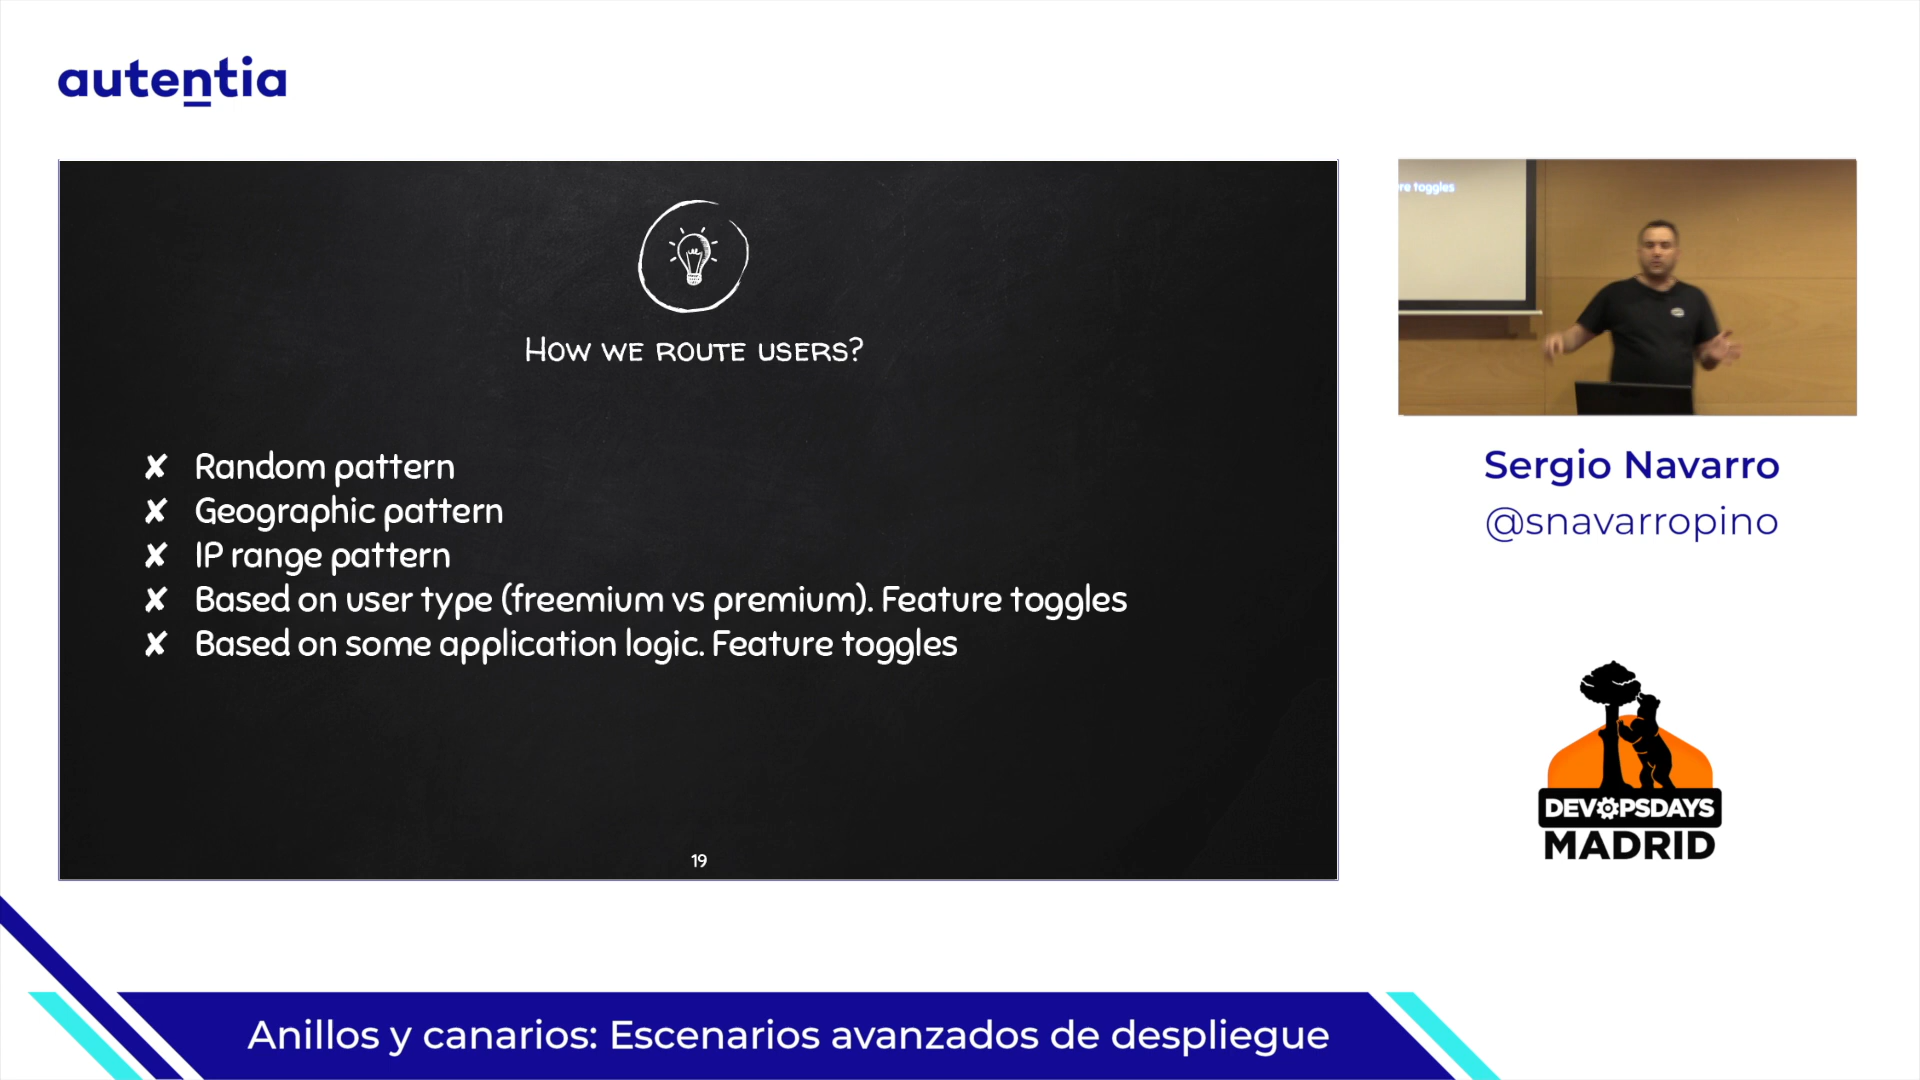 autentia
How we route users?
✘ Random pattern
✘ Geographic pattern
✘ IP range pattern
✘ Based on user type (freemium vs premium). Feature toggles
✘ Based on some application logic. Feature toggles
19
re toggles
Sergio Navarro
@snavarropino
DEVOPSDAYS
MADRID
Anillos y canarios: Escenarios avanzados de despliegue